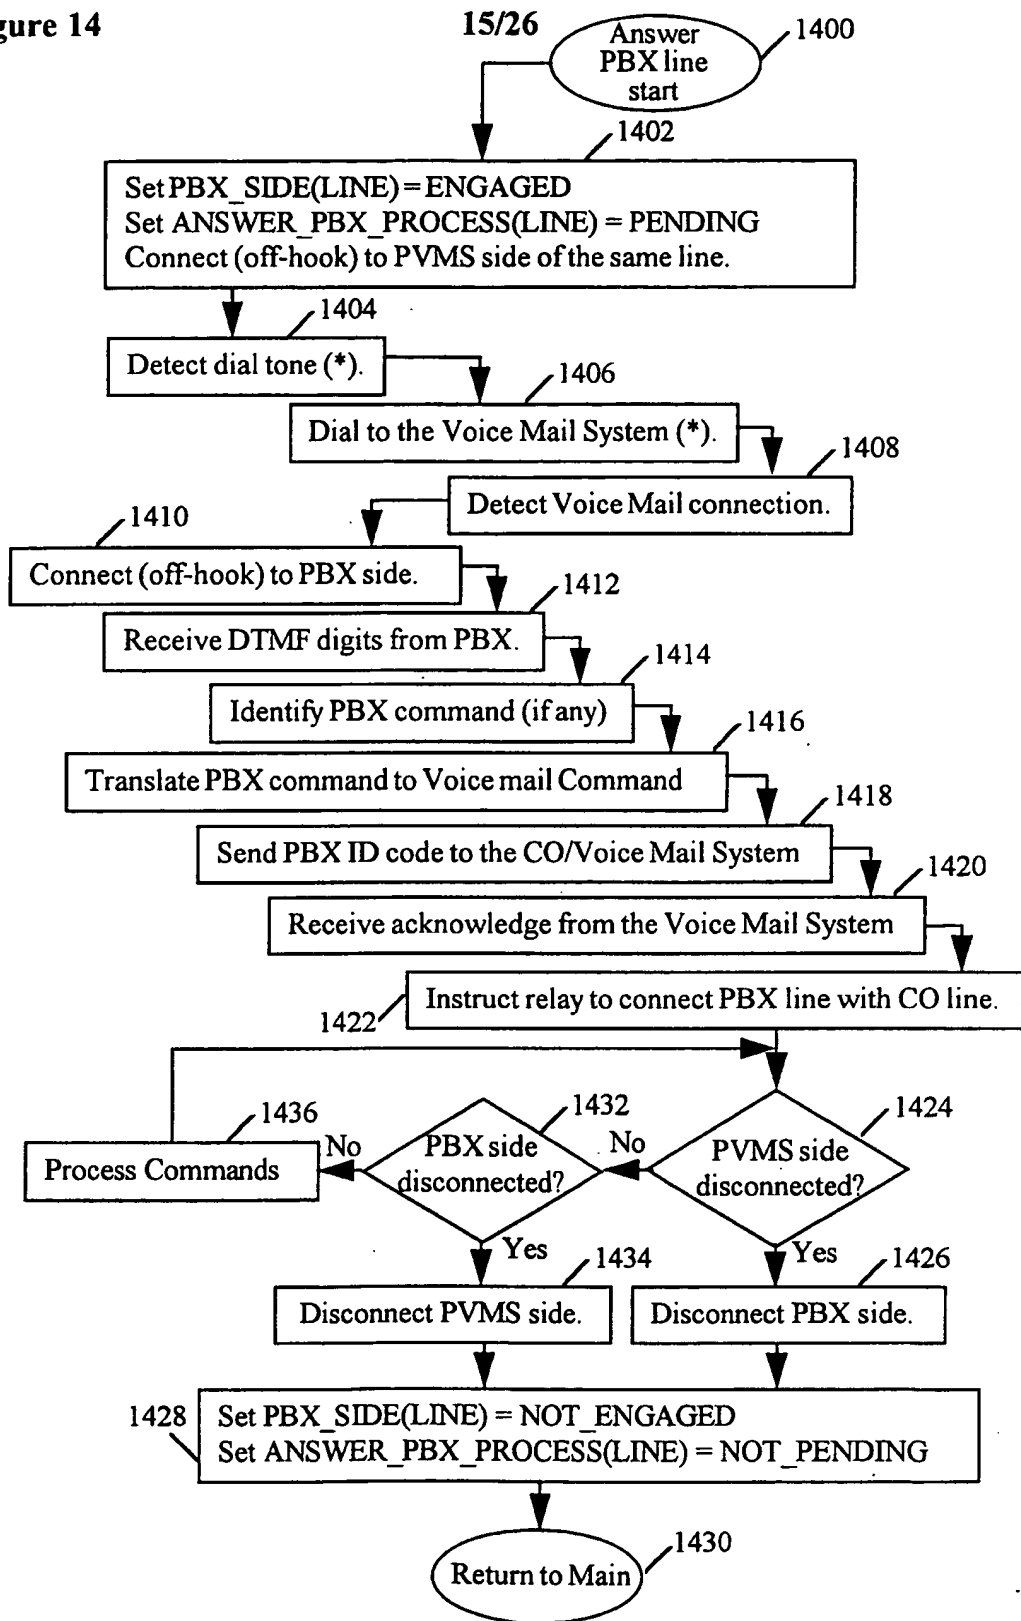 gure 14
15/26
Answer
PBX line
start
1400
1402
Set PBX_SIDE(LINE) = ENGAGED
Set ANSWER_PBX_PROCESS(LINE) = PENDING
Connect (off-hook) to PVMS side of the same line.
1404
Detect dial tone (*).
1406
Dial to the Voice Mail System (*).
1408
Detect Voice Mail connection.
1410
Connect (off-hook) to PBX side.
1412
Receive DTMF digits from PBX.
1414
Identify PBX command (if any)
1416
Translate PBX command to Voice mail Command
1418
Send PBX ID code to the CO/Voice Mail System
1420
Receive acknowledge from the Voice Mail System
Instruct relay to connect PBX line with CO line.
1422
1424
PVMS side
disconnected?
No
1432
PBX side
disconnected?
No
1436
Process Commands
Yes
1434
Disconnect PVMS side.
Yes
1426
Disconnect PBX side.
1428
Set PBX_SIDE(LINE) = NOT_ENGAGED
Set ANSWER_PBX_PROCESS(LINE) = NOT_PENDING
1430
Return to Main